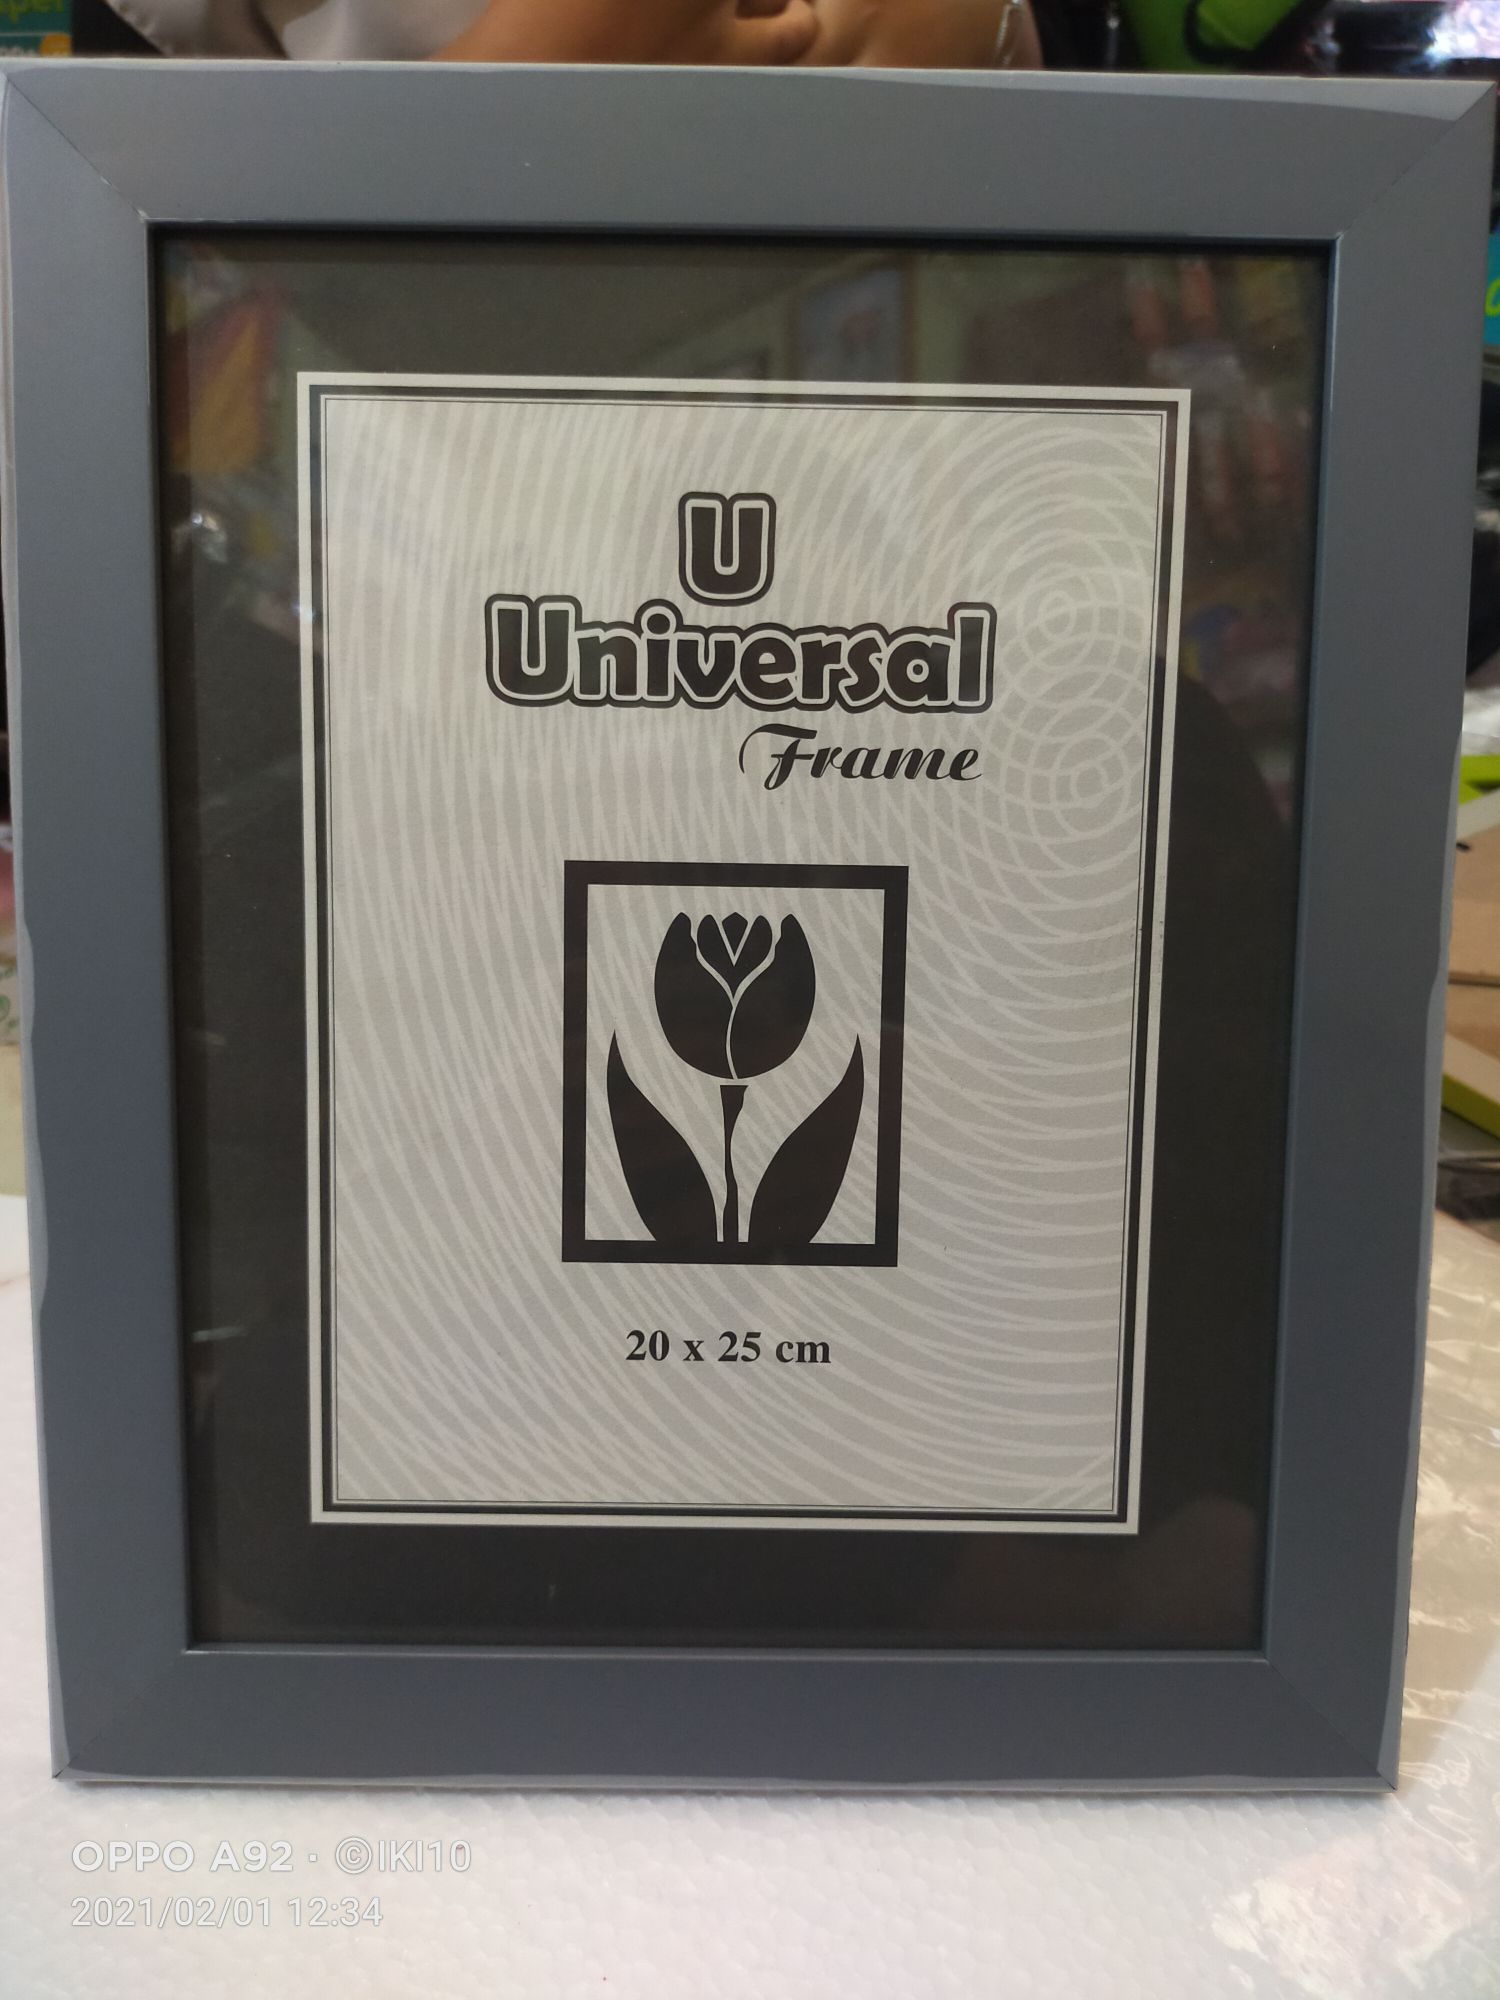 U
Universal
Frame
20 x 25 cm
OPPO A92 · ©IKI10
2021/02/01 12:34